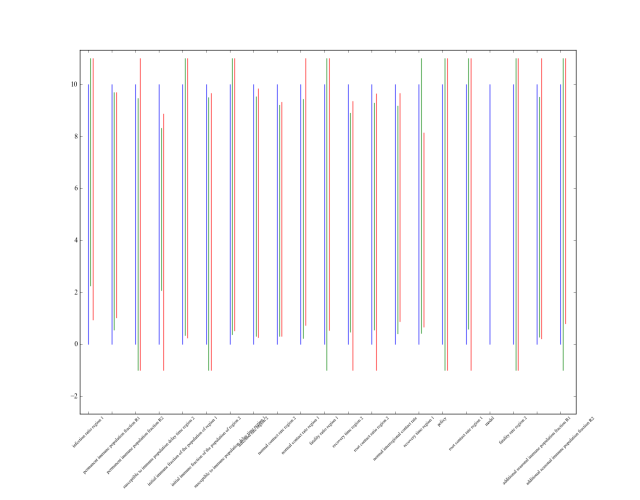 10
8
6
4
2
0
−2
infection ratio region 1
permanent immune population fraction R1
permanent immune population fraction R2
susceptible to immune population delay time region 2
initial immune fraction of the population of region 1
initial immune fraction of the population of region 2
susceptible to immune population delay time region 1
normal contact rate region 2
normal contact rate region 1
fatality ratio region 1
recovery time region 2
root contact ratio region 2
normal interregional contact rate
recovery time region 1
policy
root contact rate region 1
model
fatality rate region 2
additional seasonal immune population fraction R1
additional seasonal immune population fraction R2